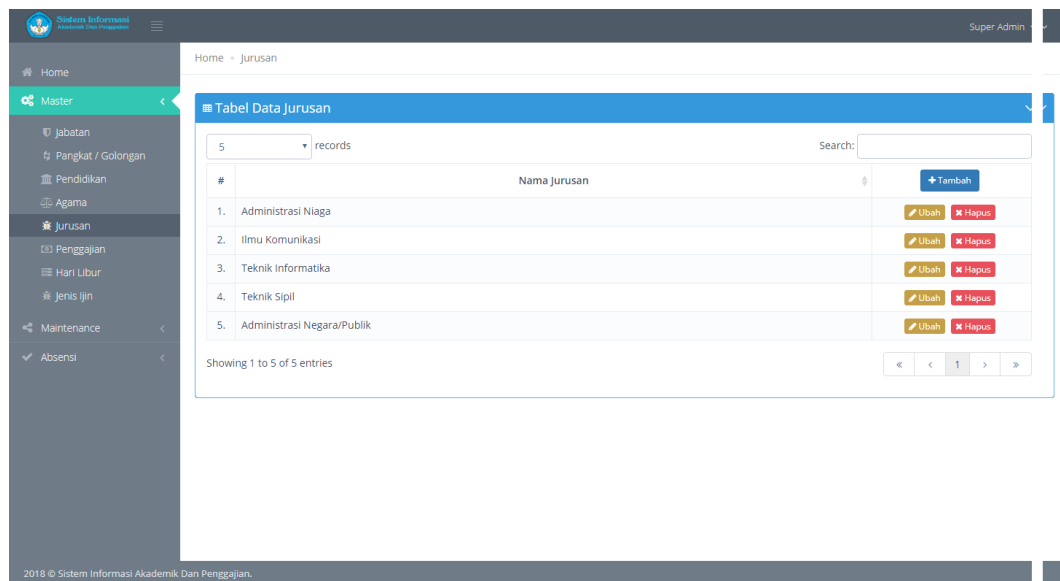 Sistem Informasi
Akademik Dan Penggajian
Super Admin
Home
Jurusan
Home
Master
Jabatan
Pangkat / Golongan
Pendidikan
Agama
Jurusan
Penggajian
Hari Libur
Jenis Ijin
Maintenance
Absensi
Tabel Data Jurusan
5 records Search:
# Nama Jurusan Tambah
1. Administrasi Niaga Ubah Hapus
2. Ilmu Komunikasi Ubah Hapus
3. Teknik Informatika Ubah Hapus
4. Teknik Sipil Ubah Hapus
5. Administrasi Negara/Publik Ubah Hapus
Showing 1 to 5 of 5 entries « < 1 > »
2018 © Sistem Informasi Akademik Dan Penggajian.